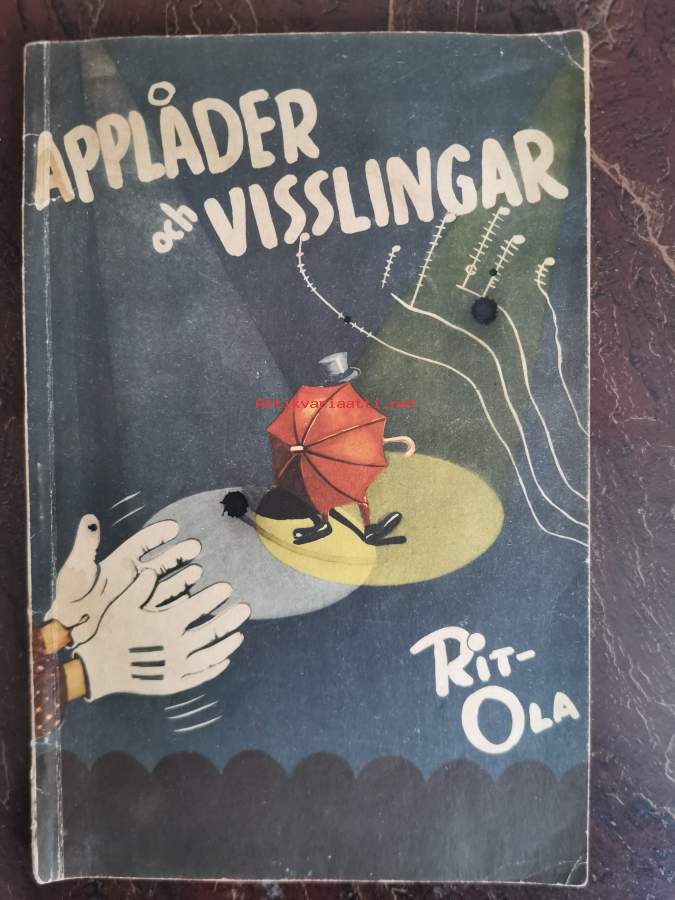 APPLÅDER
och VISSLINGAR
antikvariaatti.net
RIT-
OLA